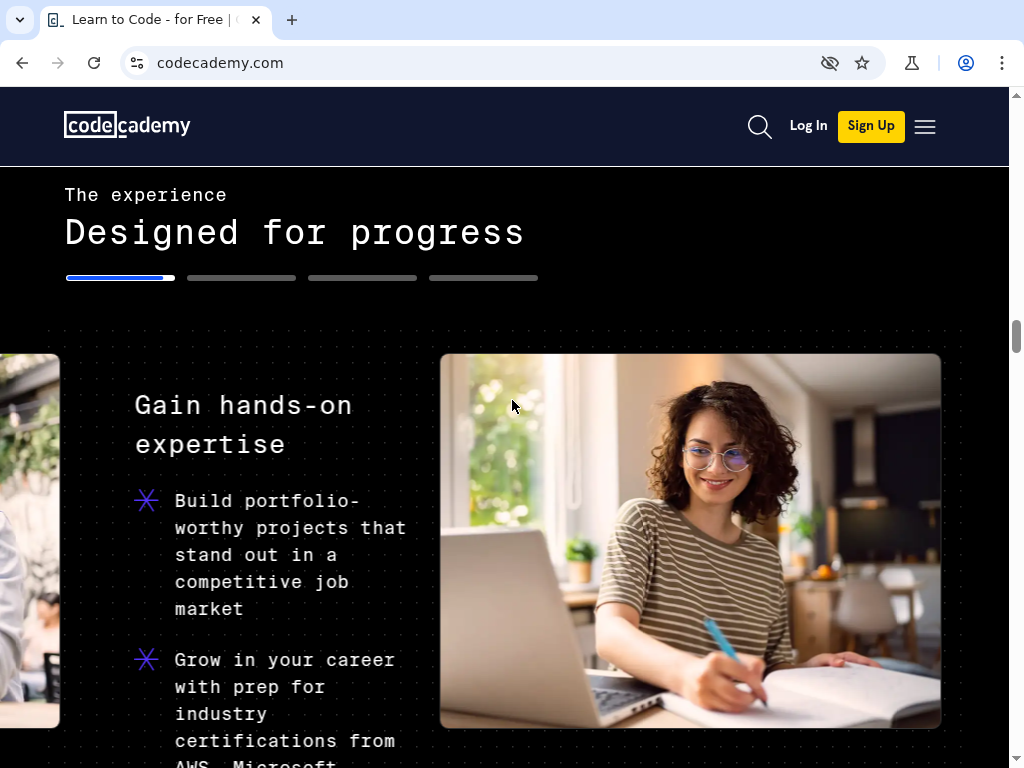 Learn to Code - for Free |
codecademy.com
codecademy
Log In
Sign Up
The experience
Designed for progress
Gain hands-on
expertise
Build portfolio-
worthy projects that
stand out in a
competitive job
market
Grow in your career
with prep for
industry
certifications from
AWS, Microsoft,